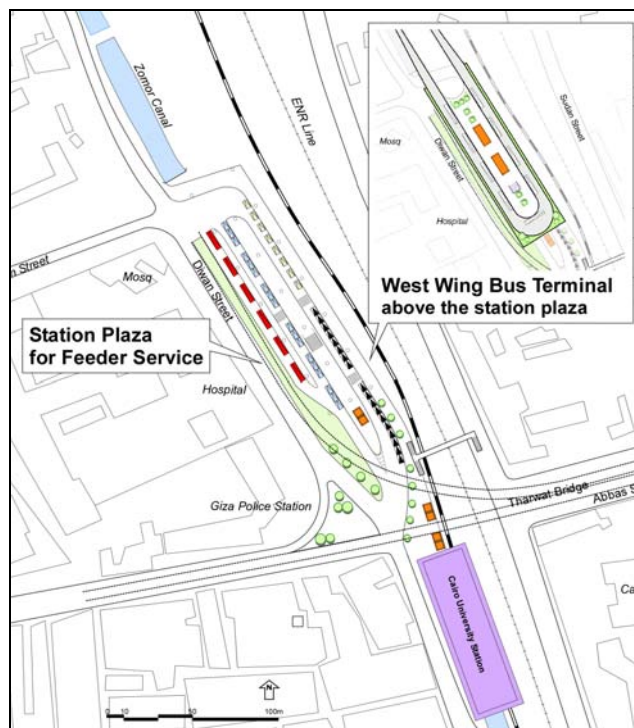 Zomor Canal
ENR Line
Mosq
Diwan Street
Sudan Street
Hospital
West Wing Bus Terminal
above the station plaza
Street
Mosq
Diwan Street
Station Plaza
for Feeder Service
Hospital
Giza Police Station
Tharwat Bridge
Abbas S
Cairo University
Station
Ca
N
0 10 50 100m